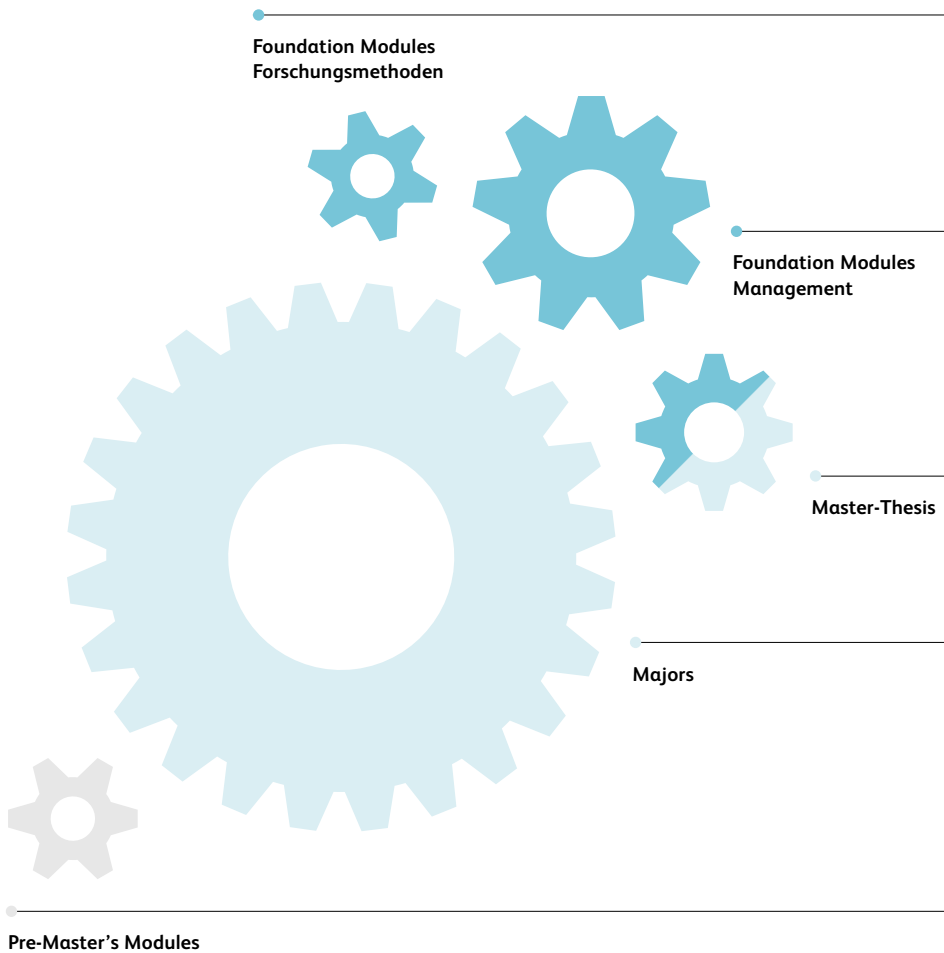 Foundation Modules
Forschungsmethoden
Foundation Modules
Management
Master-Thesis
Majors
Pre-Master’s Modules